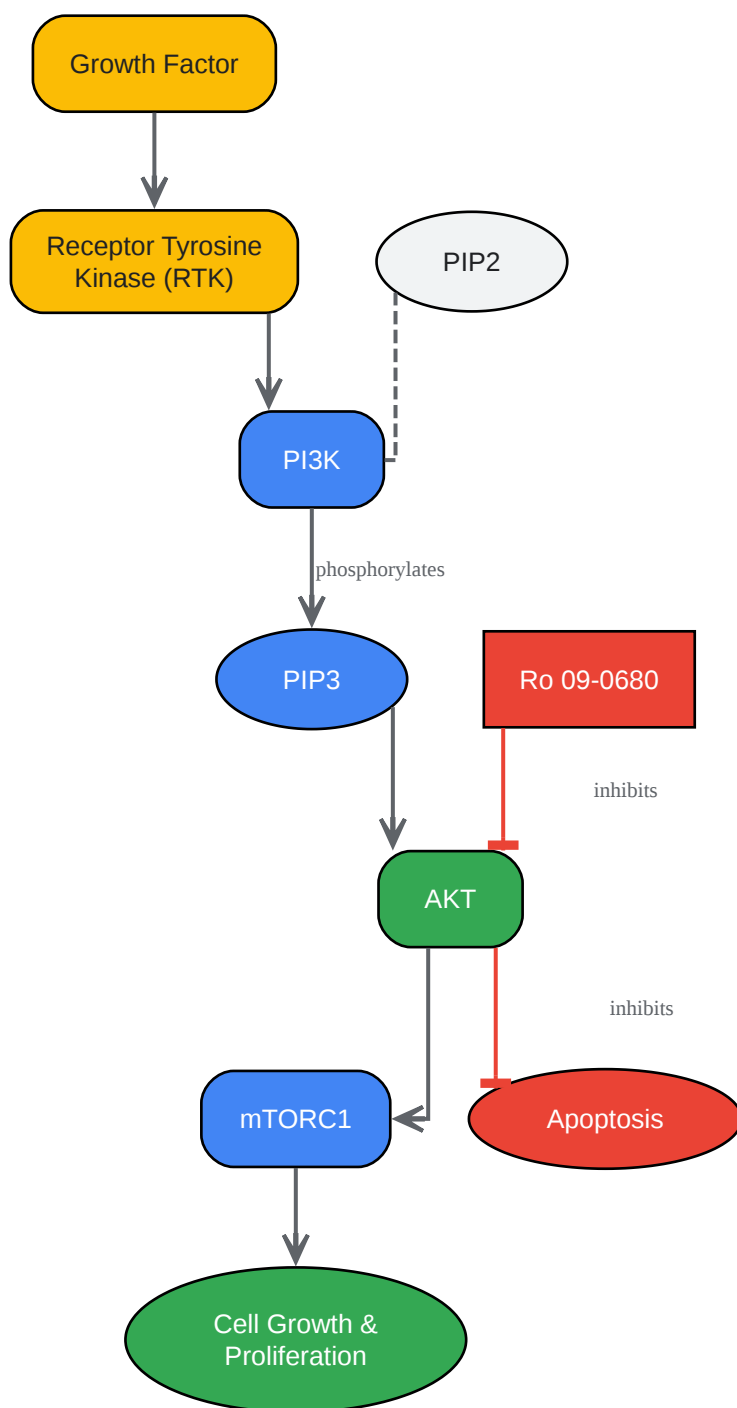 Growth Factor
Receptor Tyrosine
Kinase (RTK)
PIP2
PI3K
phosphorylates
PIP3
Ro 09-0680
inhibits
AKT
inhibits
mTORC1
Apoptosis
Cell Growth &
Proliferation